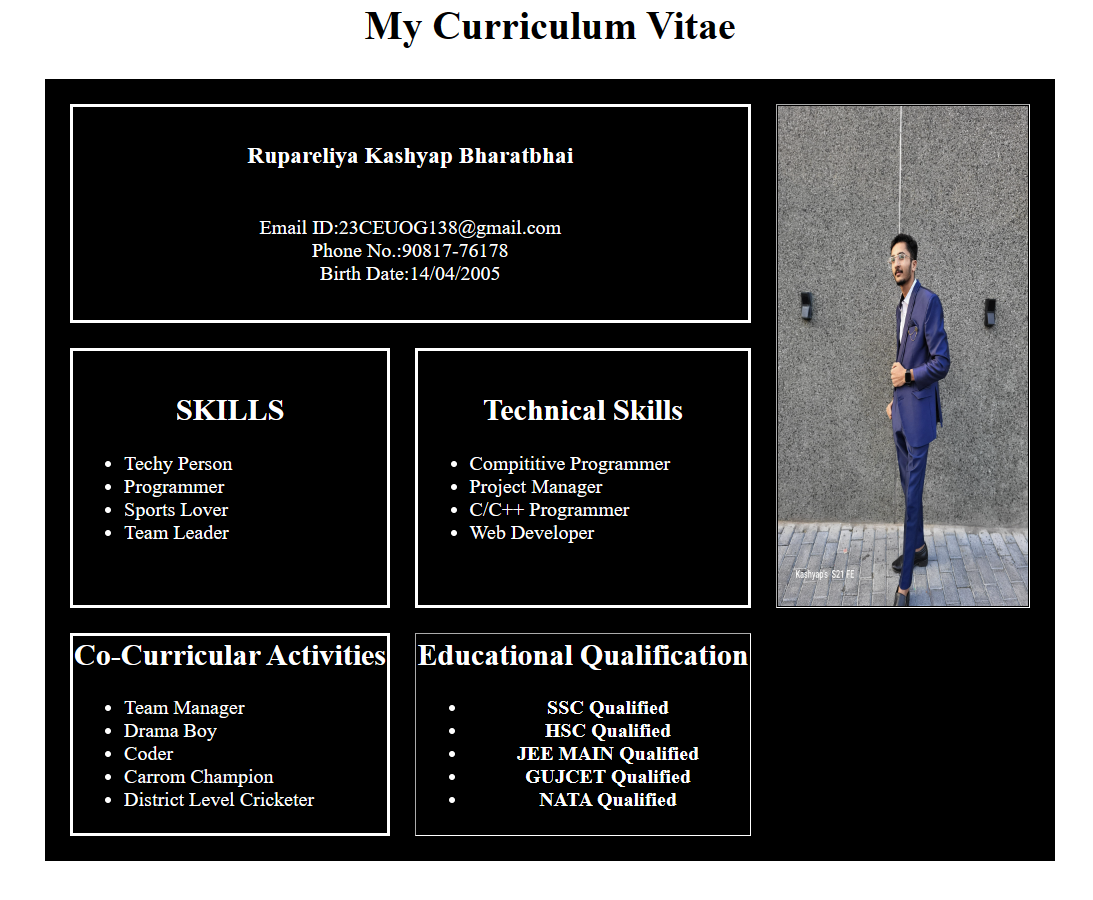 My Curriculum Vitae
Rupareliya Kashyap Bharatbhai
Email ID:23CEUOG138@gmail.com
Phone No.:90817-76178
Birth Date:14/04/2005
SKILLS
Techy Person
Programmer
Sports Lover
Team Leader
Technical Skills
Compititive Programmer
Project Manager
C/C++ Programmer
Web Developer
Kashyap's S21 FE
Co-Curricular Activities
Team Manager
Drama Boy
Coder
Carrom Champion
District Level Cricketer
Educational Qualification
SSC Qualified
HSC Qualified
JEE MAIN Qualified
GUJCET Qualified
NATA Qualified